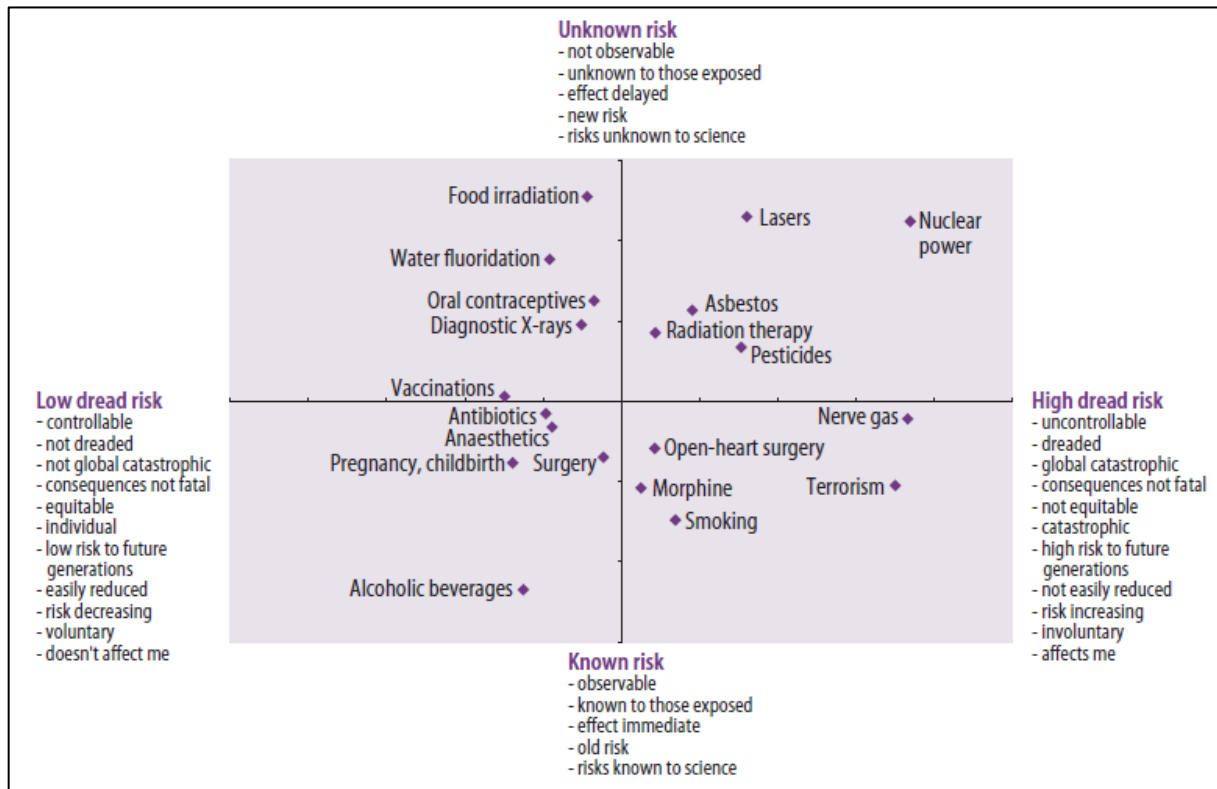 Unknown risk
- not observable
- unknown to those exposed
- effect delayed
- new risk
- risks unknown to science
Food irradiation
Lasers
Nuclear
power
Water fluoridation
Oral contraceptives
Asbestos
Diagnostic X-rays
Radiation therapy
Pesticides
Vaccinations
Low dread risk
- controllable
- not dreaded
- not global catastrophic
- consequences not fatal
- equitable
- individual
- low risk to future
generations
- easily reduced
- risk decreasing
- voluntary
- doesn't affect me
Antibiotics
Anaesthetics
Pregnancy, childbirth
Surgery
Nerve gas
Open-heart surgery
Morphine
Terrorism
Smoking
Alcoholic beverages
High dread risk
- uncontrollable
- dreaded
- global catastrophic
- consequences not fatal
- not equitable
- catastrophic
- high risk to future
generations
- not easily reduced
- risk increasing
- involuntary
- affects me
Known risk
- observable
- known to those exposed
- effect immediate
- old risk
- risks known to science